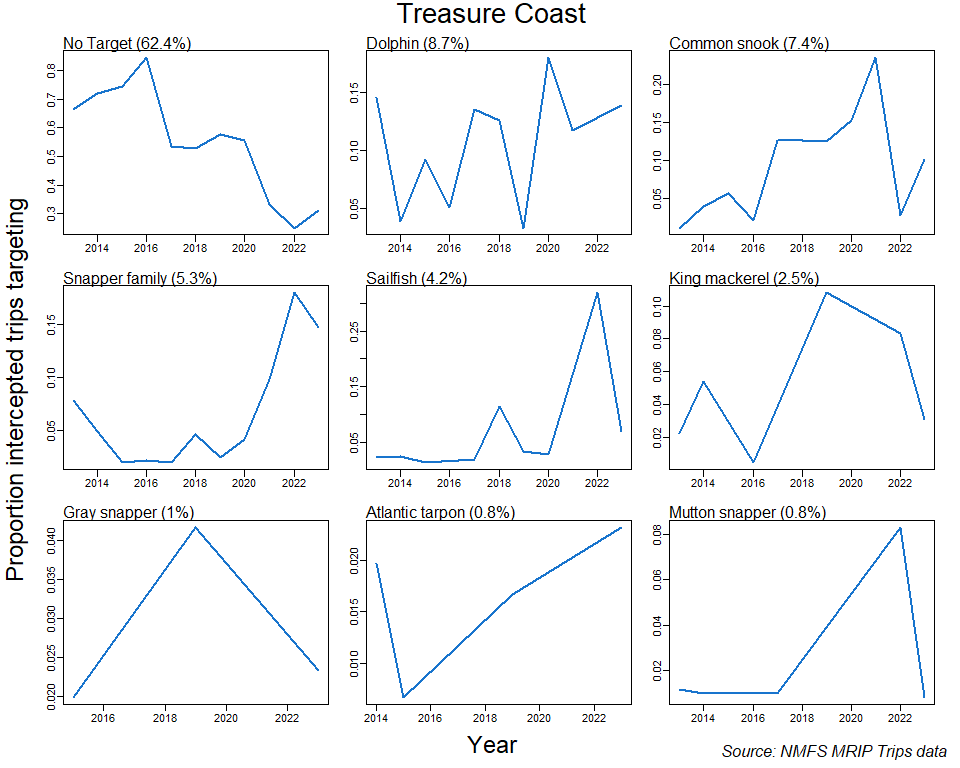 Treasure Coast
No Target (62.4%)
Dolphin (8.7%)
Common snook (7.4%)
0.3 0.4 0.5 0.6 0.7 0.8
0.05 0.10 0.15
0.05 0.10 0.15 0.20
2014 2016 2018 2020 2022
2014 2016 2018 2020 2022
2014 2016 2018 2020 2022
Snapper family (5.3%)
Sailfish (4.2%)
King mackerel (2.5%)
0.05 0.10 0.15
0.05 0.15 0.25
0.02 0.04 0.06 0.08 0.10
2014 2016 2018 2020 2022
2014 2016 2018 2020 2022
2014 2016 2018 2020 2022
Gray snapper (1%)
Atlantic tarpon (0.8%)
Mutton snapper (0.8%)
0.020 0.025 0.030 0.035 0.040
0.010 0.015 0.020
0.02 0.04 0.06 0.08
2016 2018 2020 2022
2014 2016 2018 2020 2022
2014 2016 2018 2020 2022
Proportion intercepted trips targeting
Year
Source: NMFS MRIP Trips data